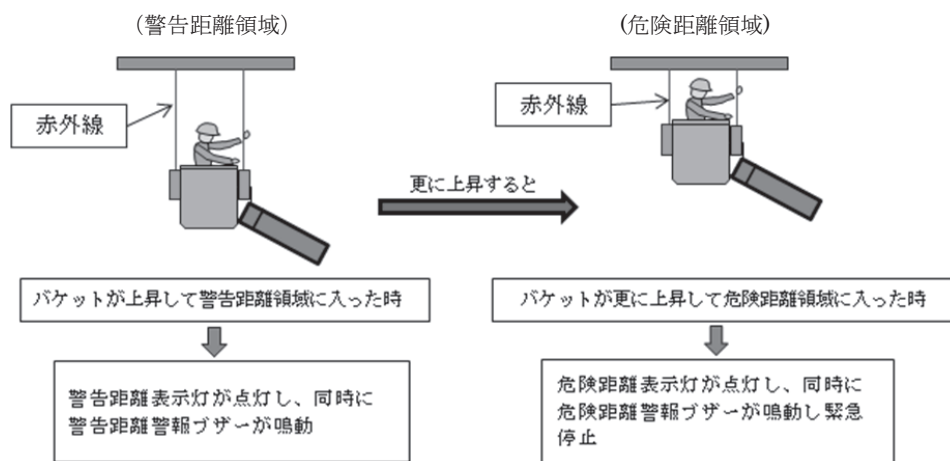 （警告距離領域）
(危険距離領域)
赤外線
赤外線
更に上昇すると
バケットが上昇して警告距離領域に入った時
バケットが更に上昇して危険距離領域に入った時
警告距離表示灯が点灯し、同時に
警告距離警報ブザーが鳴動
危険距離表示灯が点灯し、同時に
危険距離警報ブザーが鳴動し緊急
停止